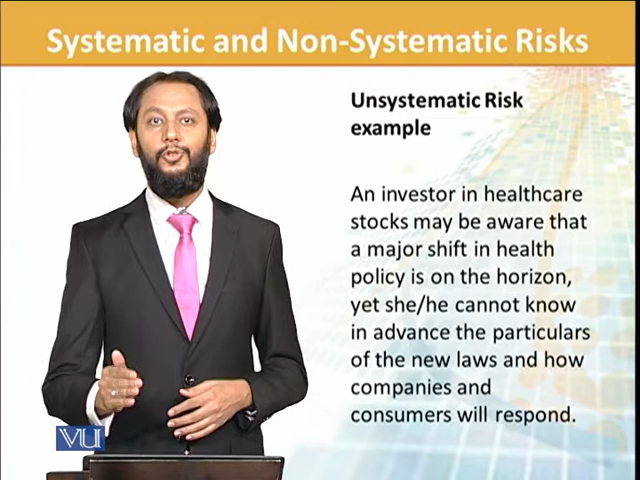 Systematic and Non-Systematic Risks
Unsystematic Risk
example
An investor in healthcare
stocks may be aware that
a major shift in health
policy is on the horizon,
yet she/he cannot know
in advance the particulars
of the new laws and how
companies and
consumers will respond.
VU